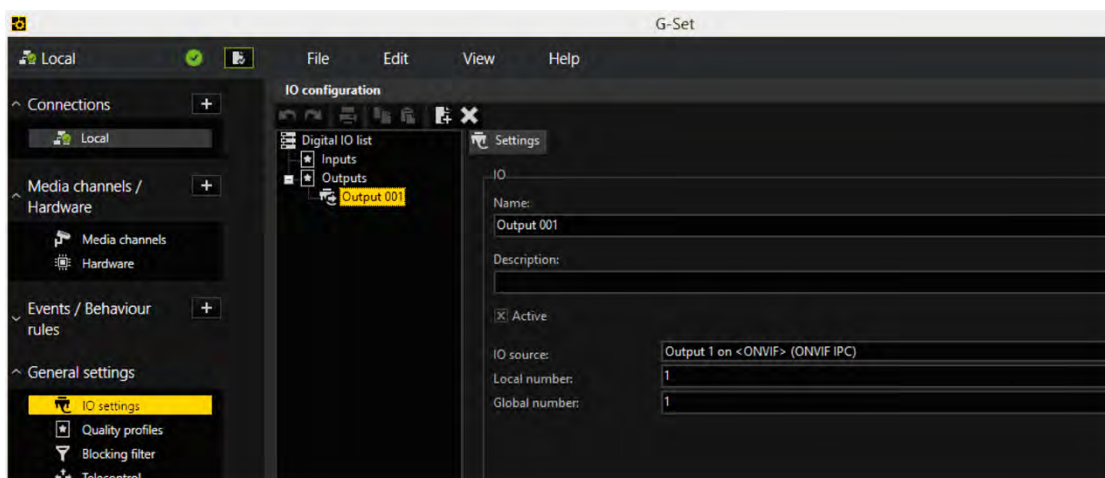 G-Set
Local
File Edit View Help
Connections
Local
Media channels /
Hardware
Media channels
Hardware
Events / Behaviour
rules
General settings
IO settings
Quality profiles
Blocking filter
Telecontrol
IO configuration
Digital IO list
Inputs
Outputs
Output 001
Settings
IO
Name:
Output 001
Description:
Active
IO source: Output 1 on <ONVIF> (ONVIF IPC)
Local number: 1
Global number: 1